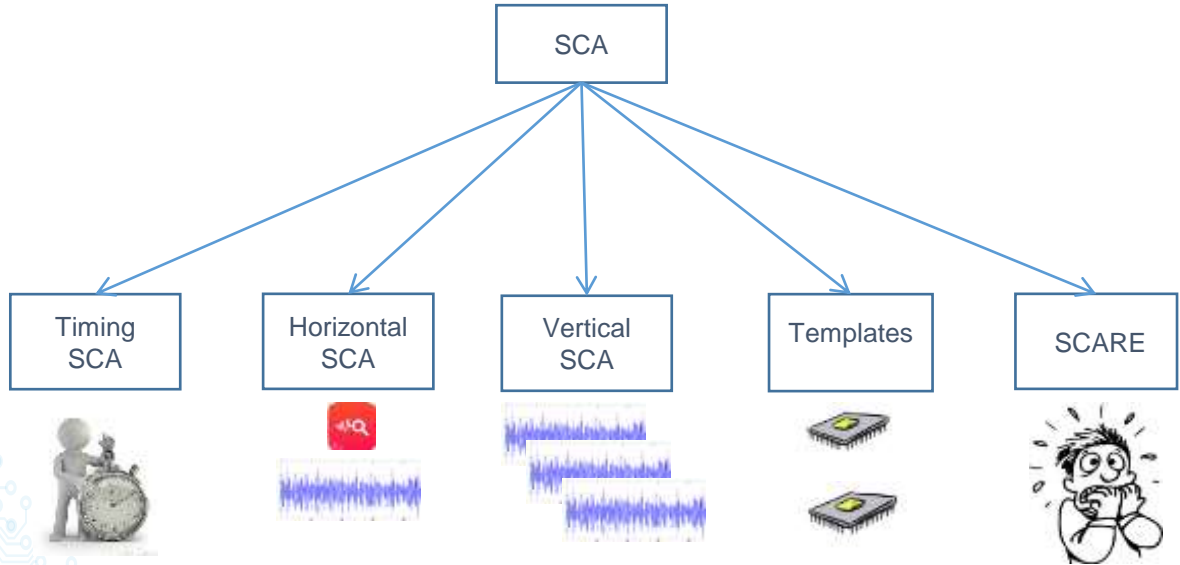 SCA
Timing
SCA
Horizontal
SCA
Vertical
SCA
Templates
SCARE